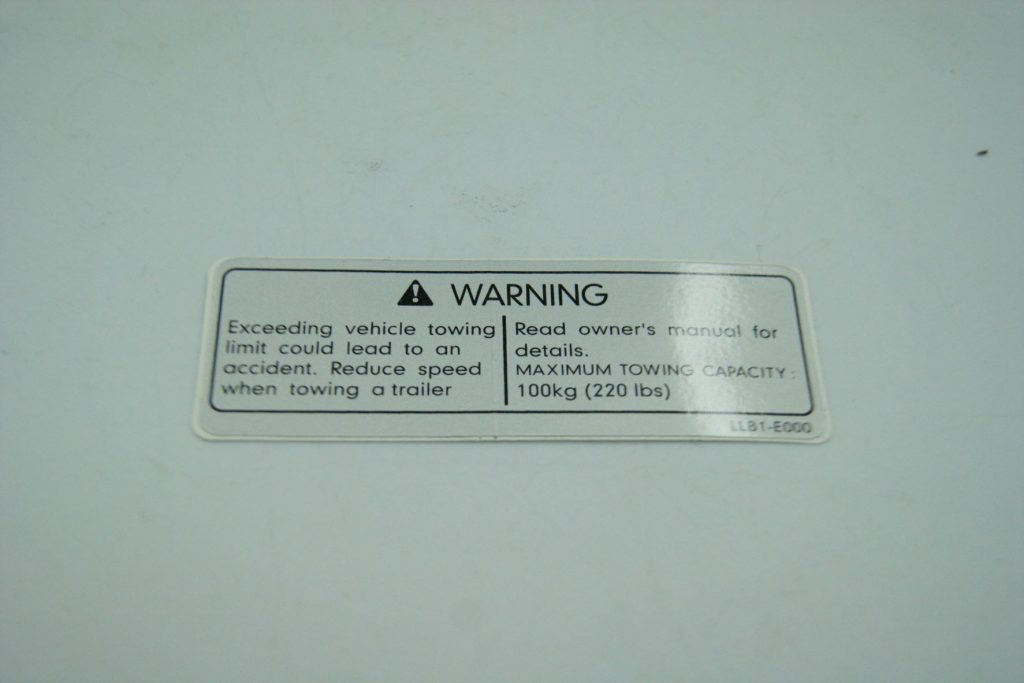 WARNING
Exceeding vehicle towing
limit could lead to an
accident. Reduce speed
when towing a trailer
Read owner's manual for
details.
MAXIMUM TOWING CAPACITY:
100kg (220 lbs)
LLB1-E000